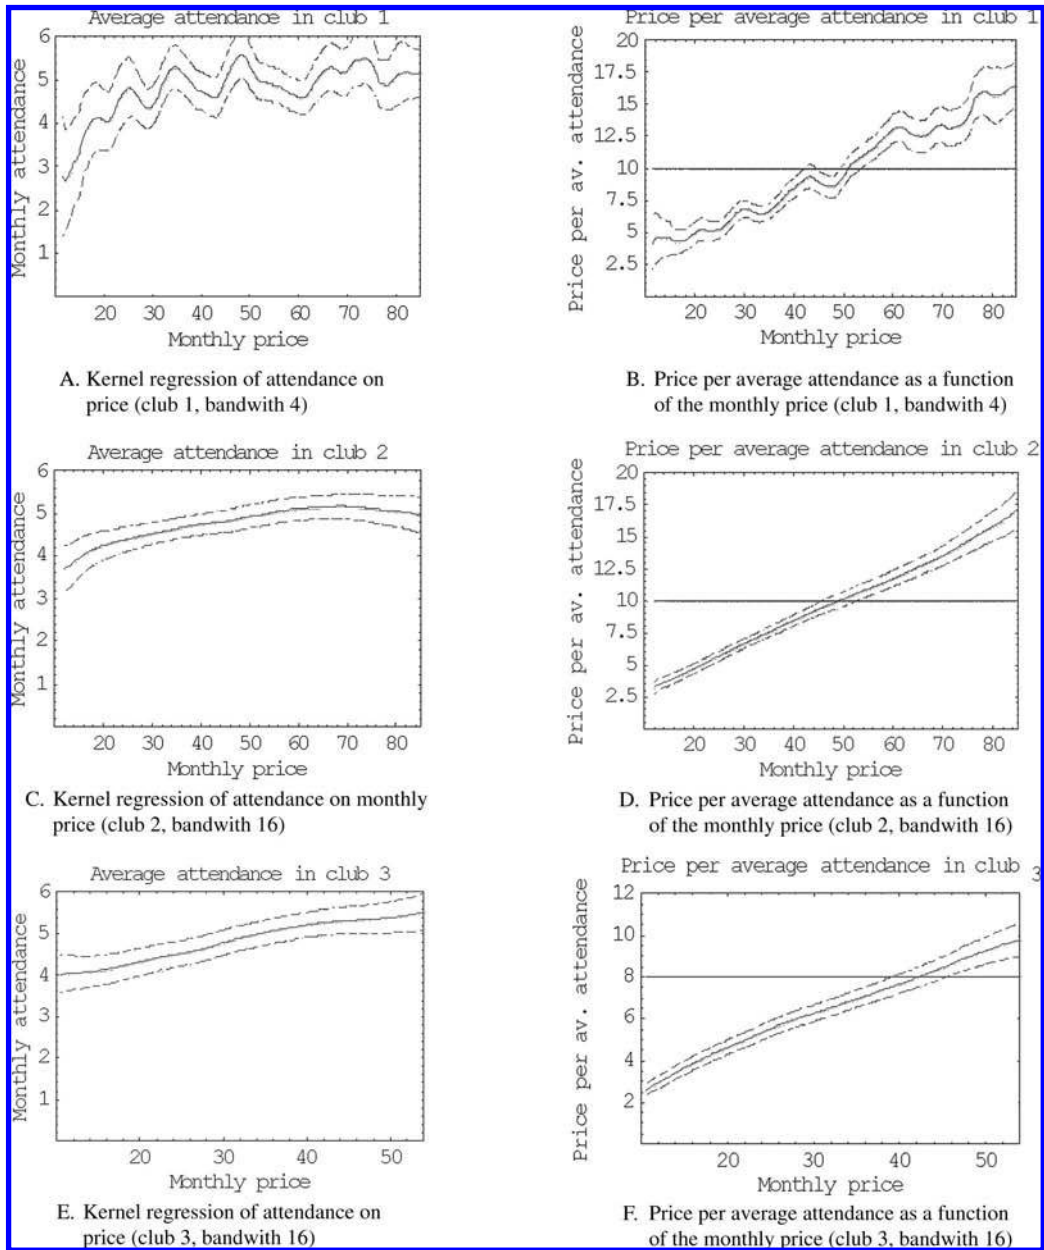 Average attendance in club 1
Monthly attendance
6
5
4
3
2
1
20 30 40 50 60 70 80
Monthly price
A. Kernel regression of attendance on
price (club 1, bandwith 4)
Price per average attendance in club 1
Price per av. attendance
20
17.5
15
12.5
10
7.5
5
2.5
20 30 40 50 60 70 80
Monthly price
B. Price per average attendance as a function
of the monthly price (club 1, bandwith 4)
Average attendance in club 2
Monthly attendance
6
5
4
3
2
1
20 30 40 50 60 70 80
Monthly price
C. Kernel regression of attendance on monthly
price (club 2, bandwith 16)
Price per average attendance in club 2
Price per av. attendance
20
17.5
15
12.5
10
7.5
5
2.5
20 30 40 50 60 70 80
Monthly price
D. Price per average attendance as a function
of the monthly price (club 2, bandwith 16)
Average attendance in club 3
Monthly attendance
6
5
4
3
2
1
20 30 40 50
Monthly price
E. Kernel regression of attendance on
price (club 3, bandwith 16)
Price per average attendance in club 3
Price per av. attendance
12
10
8
6
4
2
20 30 40 50
Monthly price
F. Price per average attendance as a function
of the monthly price (club 3, bandwith 16)